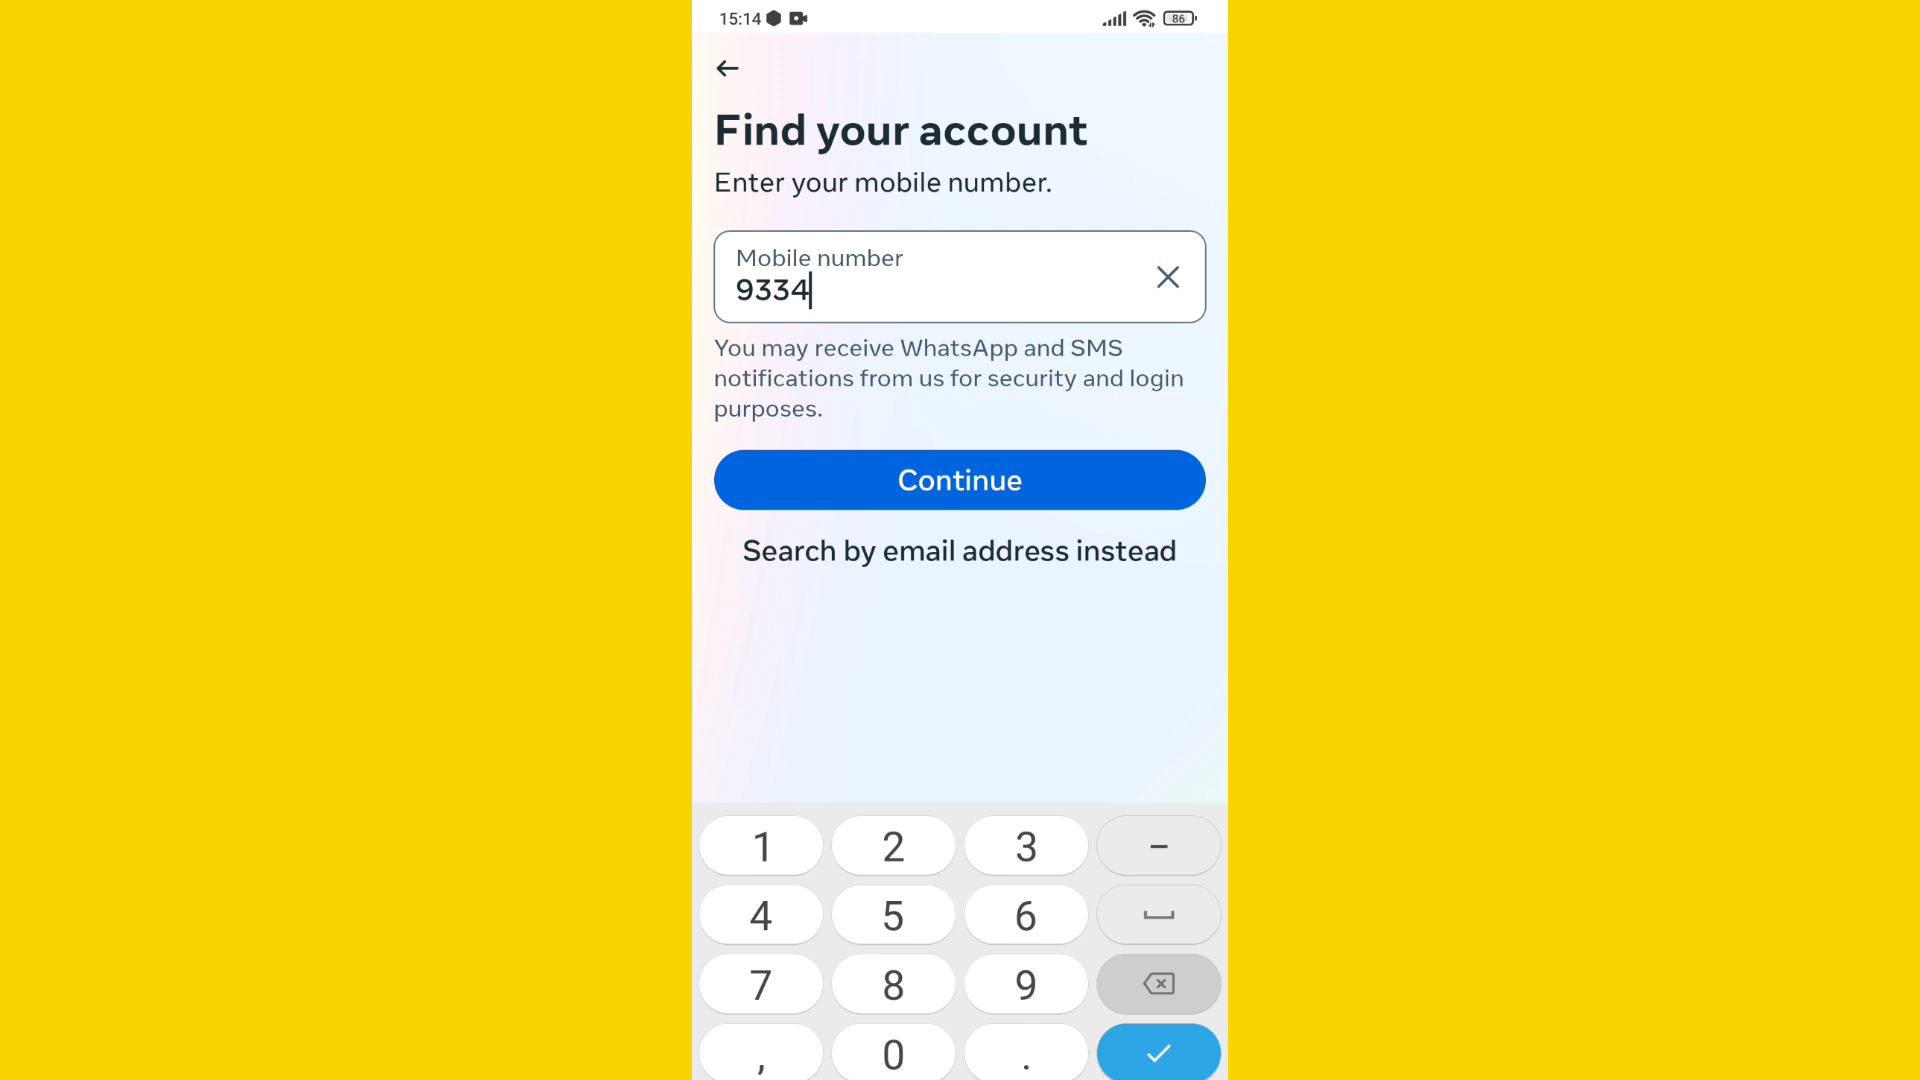 15:14
86
Find your account
Enter your mobile number.
Mobile number
9334
You may receive WhatsApp and SMS
notifications from us for security and login
purposes.
Continue
Search by email address instead
1 2 3 –
4 5 6
7 8 9
, 0 .